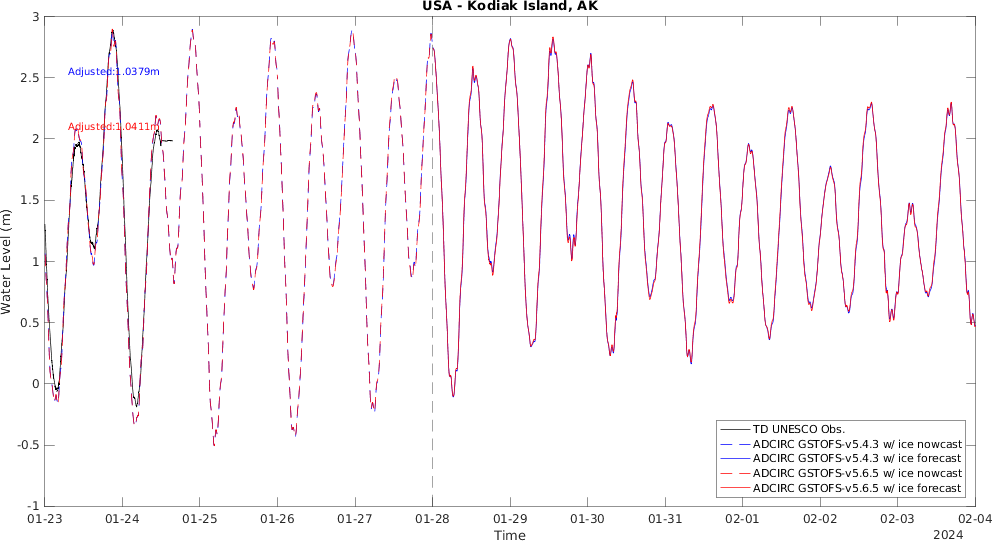 USA - Kodiak Island, AK
3
2.5
2
1.5
1
0.5
0
-0.5
-1
Water Level (m)
Adjusted:1.0379m
Adjusted:1.0411m
TD UNESCO Obs.
ADCIRC GSTOFS-v5.4.3 w/ ice nowcast
ADCIRC GSTOFS-v5.4.3 w/ ice forecast
ADCIRC GSTOFS-v5.6.5 w/ ice nowcast
ADCIRC GSTOFS-v5.6.5 w/ ice forecast
01-23 01-24 01-25 01-26 01-27 01-28 01-29 01-30 01-31 02-01 02-02 02-03 02-04
Time
2024